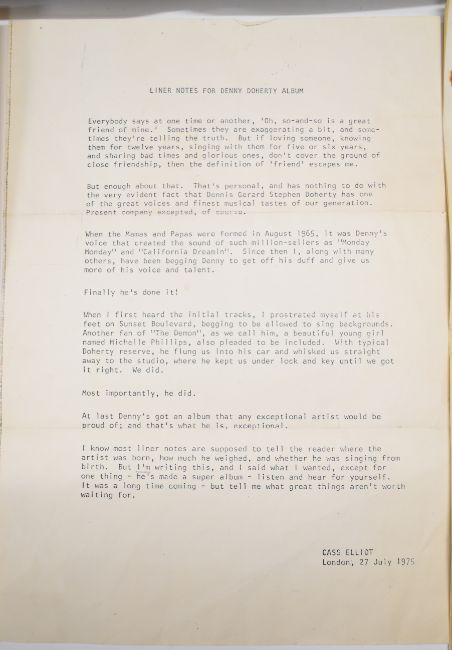 LINER NOTES FOR DENNY DOHERTY ALBUM
Everybody says at one time or another, 'Oh, so-and-so is a great
friend of mine.' Sometimes they are exaggerating a bit, and some-
times they're telling the truth. But if loving someone, knowing
them for twelve years, singing with them for five or six years,
and sharing bad times and glorious ones, don't cover the ground of
close friendship, then the definition of 'friend' escapes me.
But enough about that. That's personal, and has nothing to do with
the very evident fact that Dennis Gerard Stephen Doherty has one
of the great voices and finest musical tastes of our generation.
Present company excepted, of course.
When the Mamas and Papas were formed in August 1965, it was Denny's
voice that created the sound of such million-sellers as "Monday
Monday" and "California Dreamin". Since then I, along with many
others, have been begging Denny to get off his duff and give us
more of his voice and talent.
Finally he's done it!
When I first heard the initial tracks, I prostrated myself at his
feet on Sunset Boulevard, begging to be allowed to sing backgrounds.
Another fan of "The Demon", as we call him, a beautiful young girl
named Michelle Phillips, also pleaded to be included. With typical
Doherty reserve, he flung us into his car and whisked us straight
away to the studio, where he kept us under lock and key until we got
it right. We did.
Most importantly, he did.
At last Denny's got an album that any exceptional artist would be
proud of; and that's what he is, exceptional.
I know most liner notes are supposed to tell the reader where the
artist was born, how much he weighed, and whether he was singing from
birth. But I'm writing this, and I said what I wanted, except for
one thing - he's made a super album - listen and hear for yourself.
It was a long time coming - but tell me what great things aren't worth
waiting for.
CASS ELLIOT
London, 27 July 1975